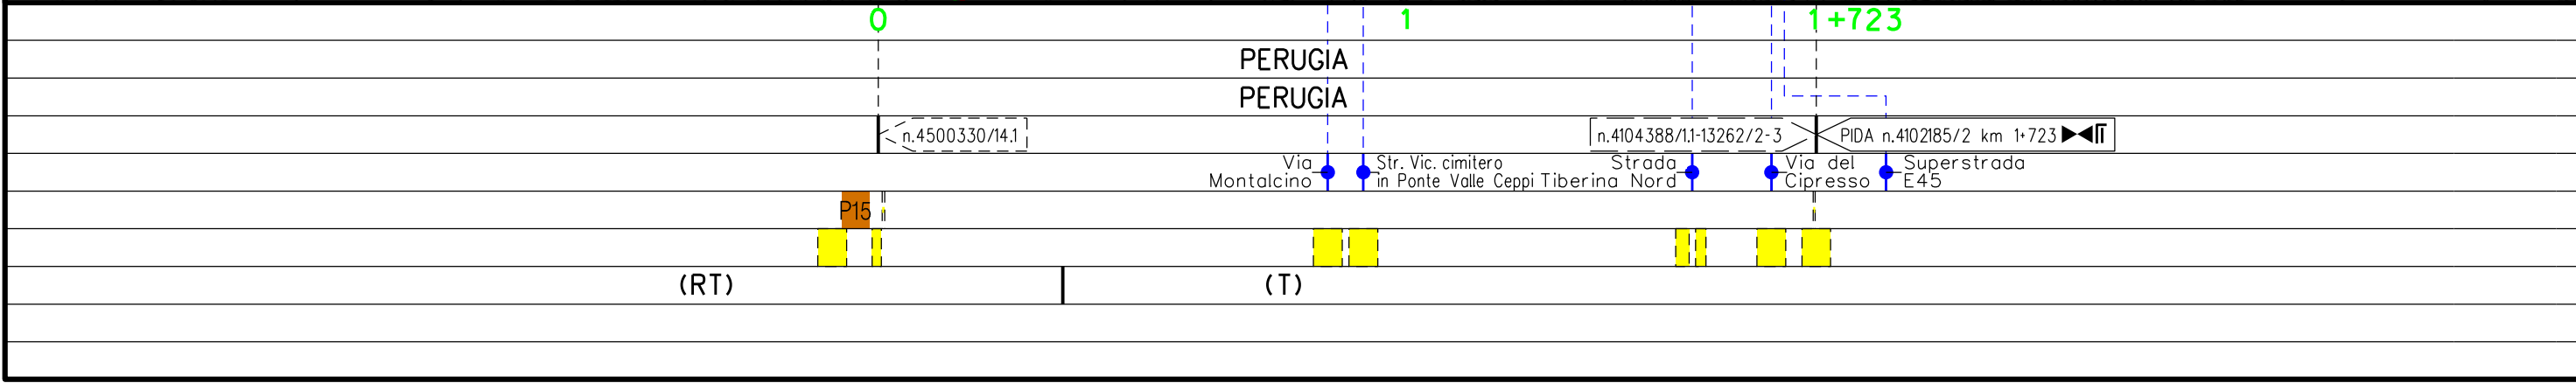 0 1 1+723
PERUGIA
PERUGIA
n.4500330/14.1 n.4104388/1.1-13262/2-3 PIDA n.4102185/2 km 1+723
Via Str. Vic. cimitero Strada Via del Superstrada
Montalcino in Ponte Valle Ceppi Tiberina Nord Cipresso E45
P15
(RT) (T)